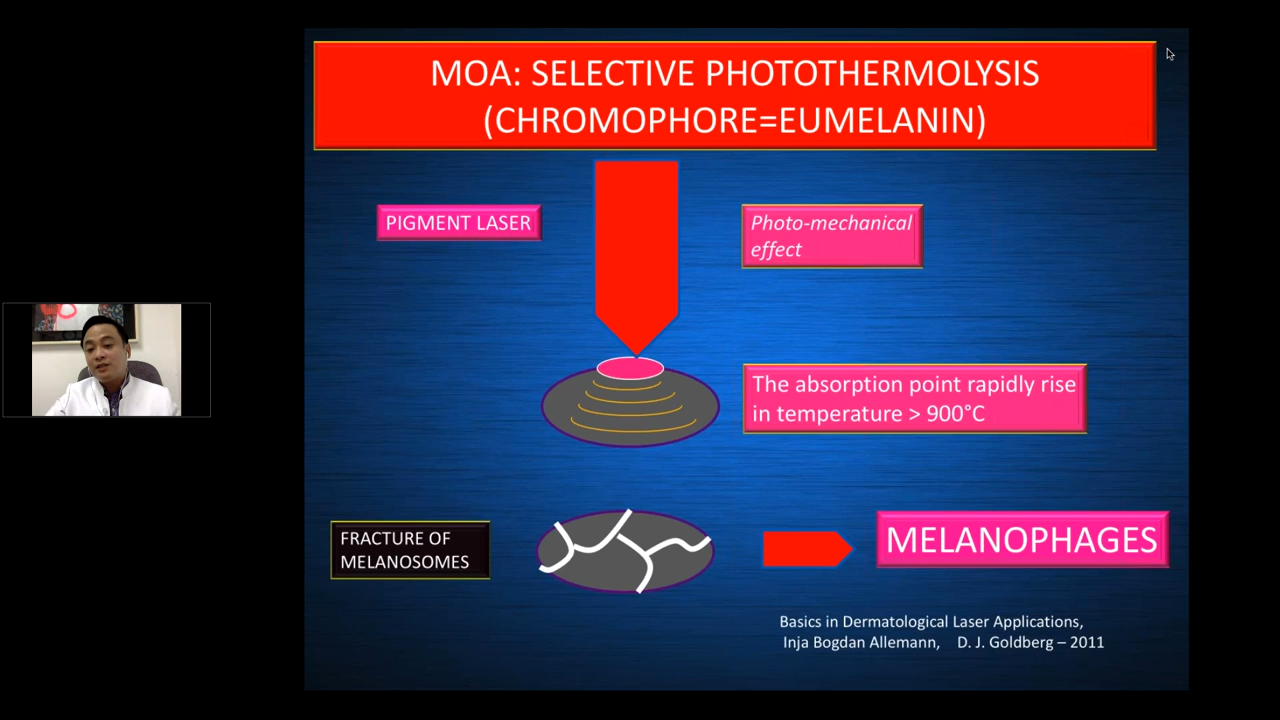 MOA: SELECTIVE PHOTOTHERMOLYSIS
(CHROMOPHORE=EUMELANIN)
PIGMENT LASER
Photo-mechanical
effect
The absorption point rapidly rise
in temperature > 900°C
FRACTURE OF
MELANOSOMES
MELANOPHAGES
Basics in Dermatological Laser Applications,
Inja Bogdan Allemann, D. J. Goldberg – 2011